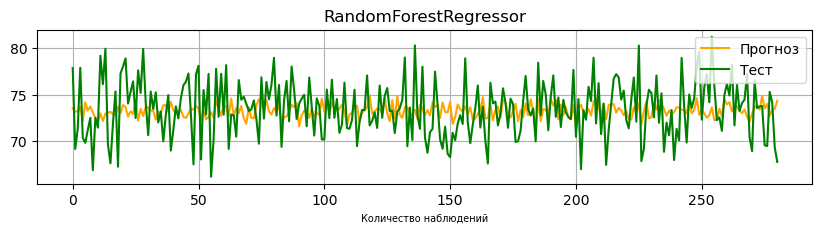 RandomForestRegressor
80
75
70
Прогноз
Тест
0
50
100
150
200
250
Количество наблюдений